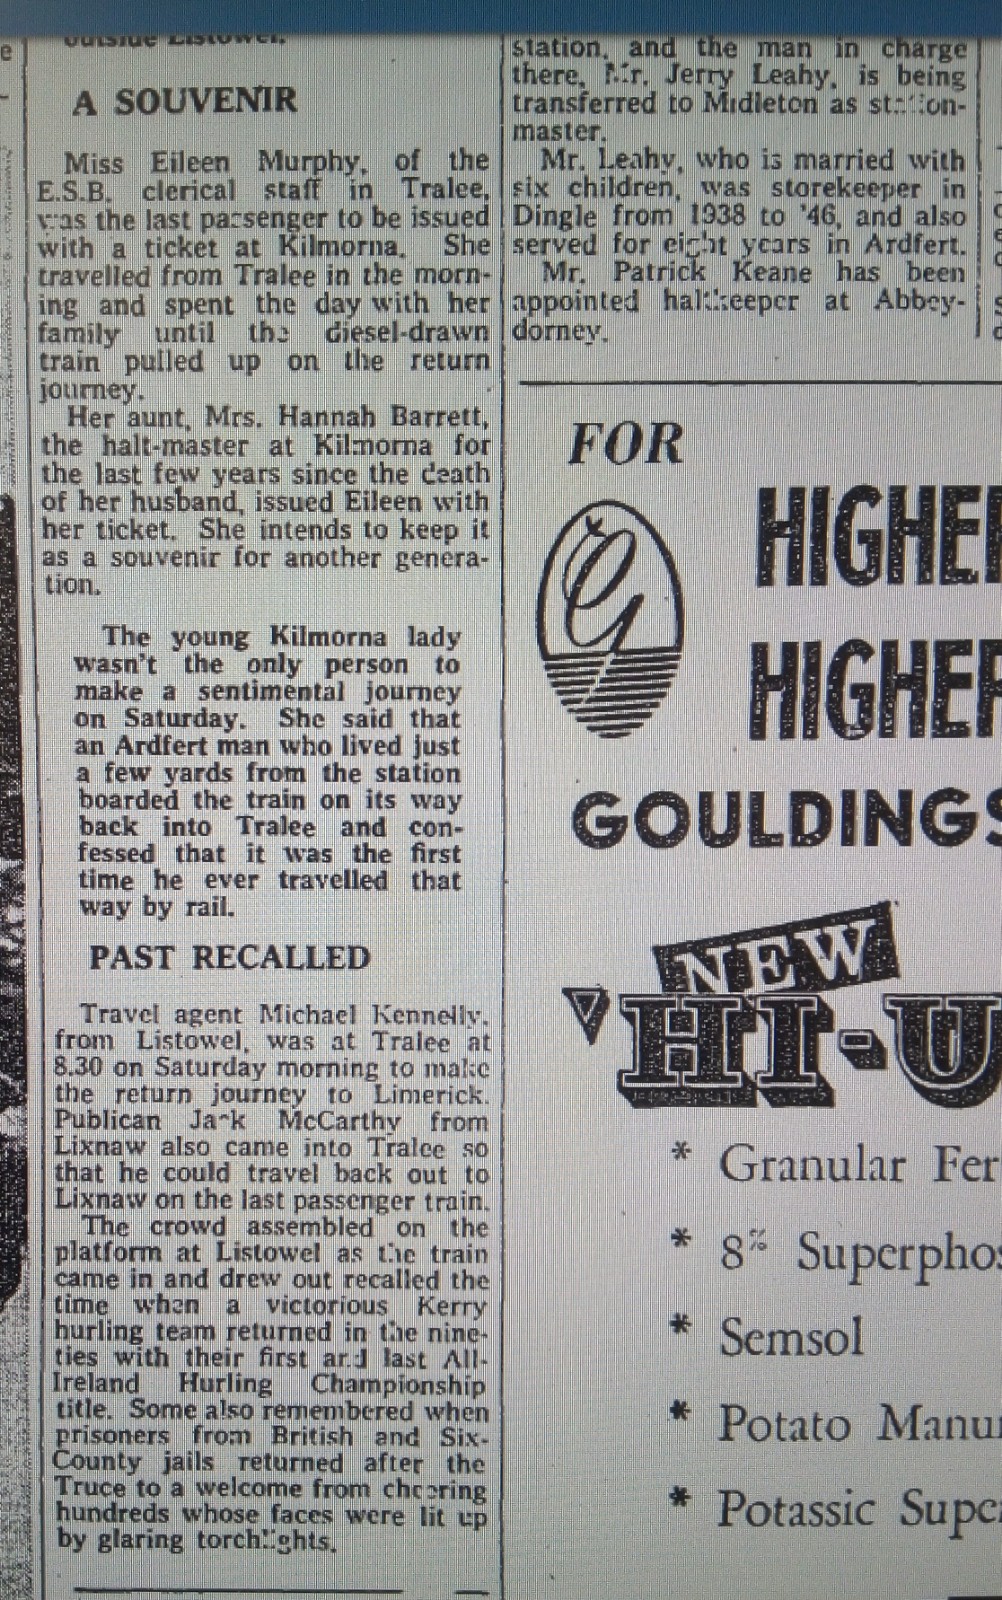 outside Listowel.
A SOUVENIR
Miss Eileen Murphy, of the
E.S.B. clerical staff in Tralee,
was the last passenger to be issued
with a ticket at Kilmorna. She
travelled from Tralee in the morn-
ing and spent the day with her
family until the diesel-drawn
train pulled up on the return
journey.
Her aunt, Mrs. Hannah Barrett,
the halt-master at Kilmorna for
the last few years since the death
of her husband, issued Eileen with
her ticket. She intends to keep it
as a souvenir for another genera-
tion.
The young Kilmorna lady
wasn't the only person to
make a sentimental journey
on Saturday. She said that
an Ardfert man who lived just
a few yards from the station
boarded the train on its way
back into Tralee and con-
fessed that it was the first
time he ever travelled that
way by rail.
PAST RECALLED
Travel agent Michael Kennelly,
from Listowel, was at Tralee at
8.30 on Saturday morning to make
the return journey to Limerick.
Publican Jack McCarthy from
Lixnaw also came into Tralee so
that he could travel back out to
Lixnaw on the last passenger train.
The crowd assembled on the
platform at Listowel as the train
came in and drew out recalled the
time when a victorious Kerry
hurling team returned in the nine-
ties with their first and last All-
Ireland Hurling Championship
title. Some also remembered when
prisoners from British and Six-
County jails returned after the
Truce to a welcome from cheering
hundreds whose faces were lit up
by glaring torchlights.
station, and the man in charge
there, Mr. Jerry Leahy, is being
transferred to Midleton as station-
master.
Mr. Leahy, who is married with
six children, was storekeeper in
Dingle from 1938 to '46, and also
served for eight years in Ardfert.
Mr. Patrick Keane has been
appointed haltkeeper at Abbey-
dorney.
FOR
G
HIGHER
HIGHER
GOULDINGS
NEW
'HI-U
* Granular Fer
* 8% Superphos
* Semsol
* Potato Manu
* Potassic Supe